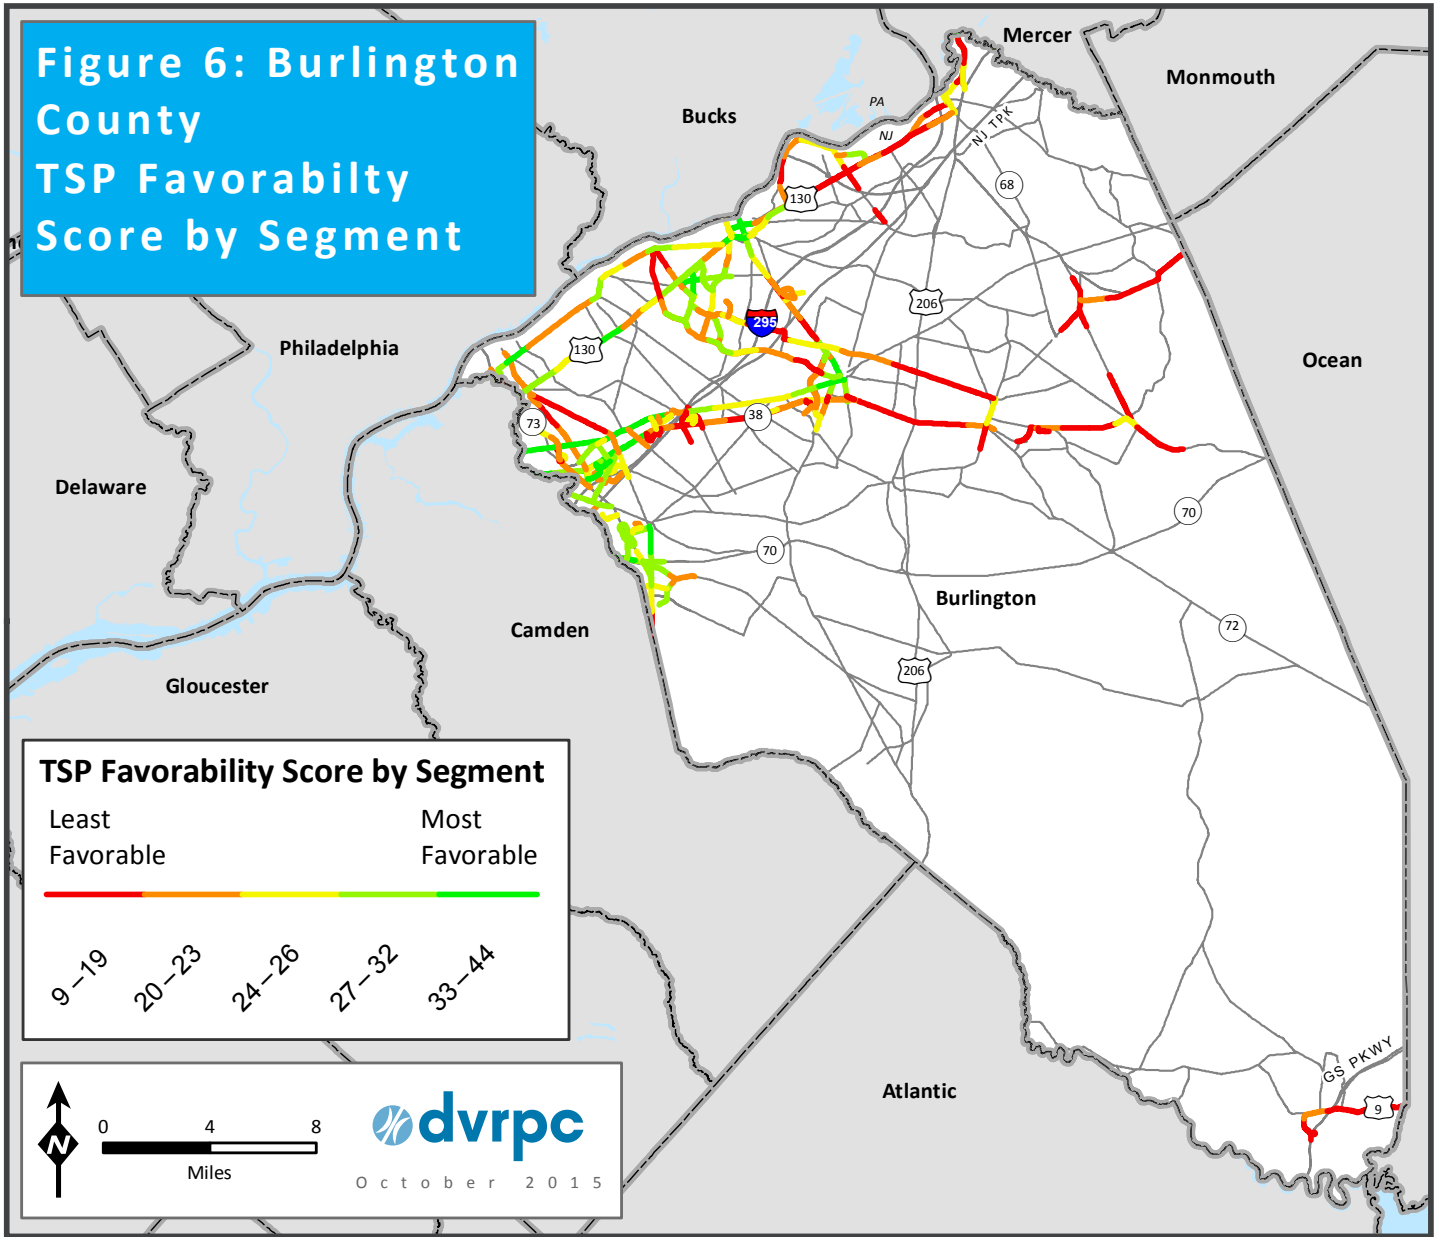 Figure 6: Burlington
County
TSP Favorabilty
Score by Segment
Mercer
Monmouth
Bucks
PA
NJ
NJ TPK
68
130
206
295
Philadelphia
130
Ocean
38
73
Delaware
70
70
Burlington
Camden
72
206
Gloucester
TSP Favorability Score by Segment
Least
Favorable
Most
Favorable
9 – 19
20 – 23
24 – 26
27 – 32
33 – 44
GS PKWY
9
Atlantic
N
0 4 8
Miles
dvrpc
October 2015